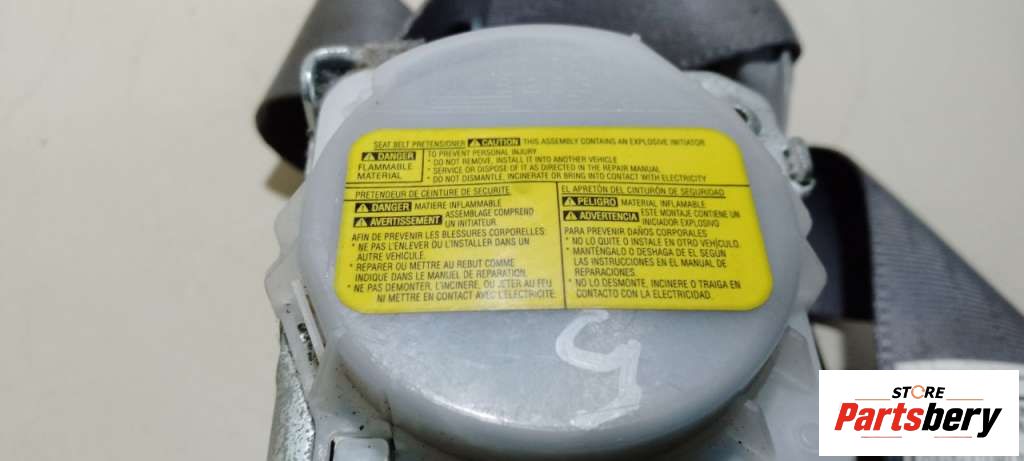 SEAT BELT PRETENSIONER CAUTION THIS ASSEMBLY CONTAINS AN EXPLOSIVE INITIATOR
DANGER
FLAMMABLE
MATERIAL
TO PREVENT PERSONAL INJURY
* DO NOT REMOVE, INSTALL IT INTO ANOTHER VEHICLE
* SERVICE OR DISPOSE OF IT AS DIRECTED IN THE REPAIR MANUAL
* DO NOT DISMANTLE, INCINERATE OR BRING INTO CONTACT WITH ELECTRICITY
PRETENDEUR DE CEINTURE DE SECURITE
DANGER MATIERE INFLAMMABLE
AVERTISSEMENT ASSEMBLAGE COMPREND
UN INITIATEUR.
AFIN DE PREVENIR LES BLESSURES CORPORELLES:
* NE PAS L'ENLEVER OU L'INSTALLER DANS UN
AUTRE VEHICULE.
* REPARER OU METTRE AU REBUT COMME
INDIQUE DANS LE MANUEL DE REPARATION.
* NE PAS DEMONTER, L'INCINERE, OU JETER AU FFU
NI METTRE EN CONTACT AVEC L'ELECTRICITE.
EL APRETÓN DEL CINTURÓN DE SEGURIDAD
PELIGRO MATERIAL INFLAMABLE
ADVERTENCIA ESTE MONTAJE CONTIENE UN
INICIADOR EXPLOSIVO
PARA PREVENIR DAÑOS CORPORALES
* NO LO QUITE O INSTALE EN OTRO VEHÍCULO.
* MANTÉNGALO O DESHAGA DE EL SEGÚN
LAS INSTRUCCIONES EN EL MANUAL DE
REPARACIONES.
* NO LO DESMONTE, INCINERE O TRAIGA EN
CONTACTO CON LA ELECTRICIDAD.
STORE
Partsbery